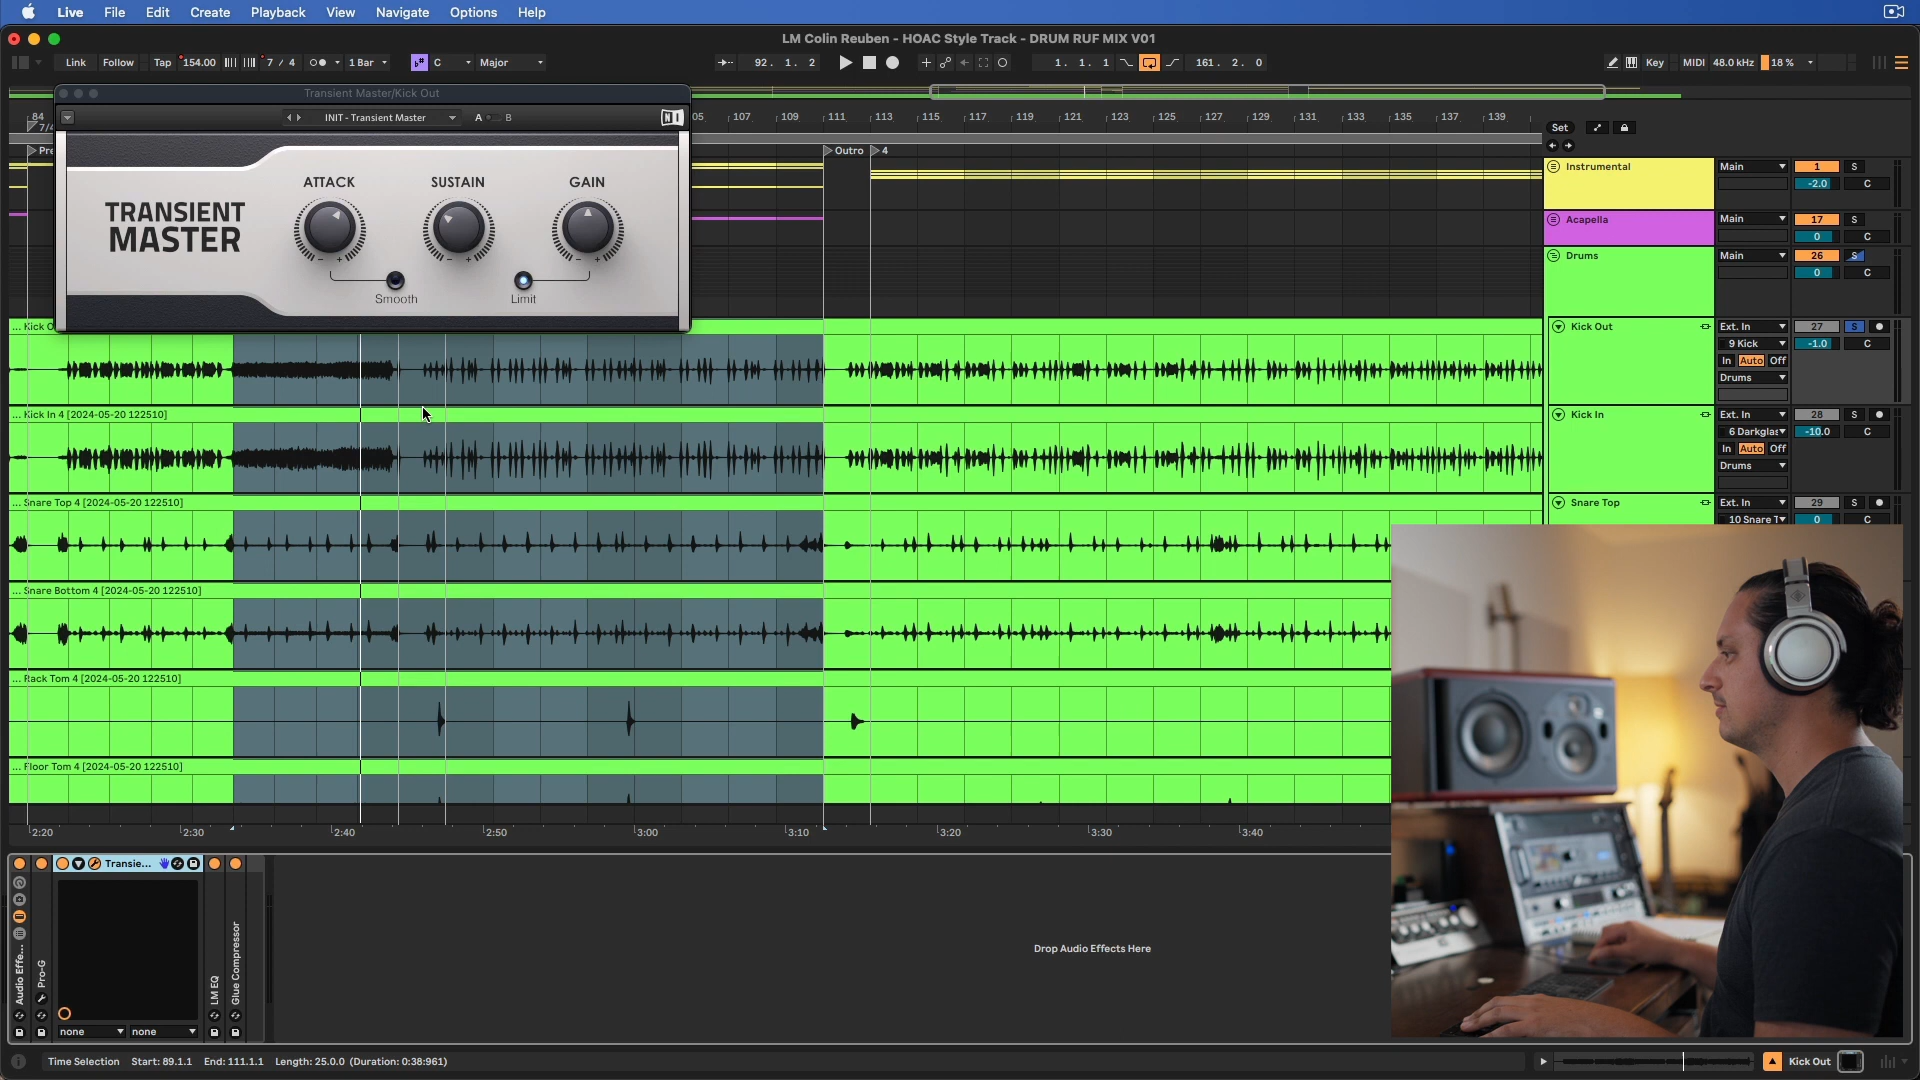 Live File Edit Create Playback View Navigate Options Help
LM Colin Reuben - HOAC Style Track - DRUM RUF MIX V01
Link Follow Tap 154.00 7 / 4 1 Bar C Major 92. 1. 2 1. 1. 1 161. 2. 0 Key MIDI 48.0 kHz 18 %
Transient Master/Kick Out
INIT - Transient Master A B NI
84 105 107 109 111 113 115 117 119 121 123 125 127 129 131 133 135 137 139
7/4
Set
Pre Outro 4
ATTACK SUSTAIN GAIN
TRANSIENT
MASTER
Smooth Limit
Instrumental Main 1 S
-2.0 C
Acapella Main 17 S
0 C
Drums Main 26 S
0 C
Kick Out Ext. In 27 S
9 Kick -1.0 C
In Auto Off
Drums
... Kick In 4 [2024-05-20 122510]
Kick In Ext. In 28 S
6 Darkglas -10.0 C
In Auto Off
Drums
... Snare Top 4 [2024-05-20 122510]
Snare Top Ext. In 29 S
10 Snare T 0 C
... Snare Bottom 4 [2024-05-20 122510]
... Rack Tom 4 [2024-05-20 122510]
... Floor Tom 4 [2024-05-20 122510]
2:20 2:30 2:40 2:50 3:00 3:10 3:20 3:30 3:40
Transie...
Audio Effe...
Pro-G
LM EQ
Glue Compressor
none none
Drop Audio Effects Here
Time Selection Start: 89.1.1 End: 111.1.1 Length: 25.0.0 (Duration: 0:38:961)
Kick Out